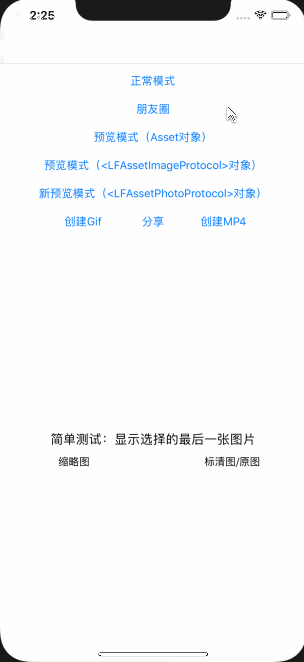 2:25
正常模式
朋友圈
预览模式（Asset对象）
预览模式（<LFAssetImageProtocol>对象）
新预览模式（<LFAssetPhotoProtocol>对象）
创建Gif 分享 创建MP4
简单测试：显示选择的最后一张图片
缩略图 标清图/原图